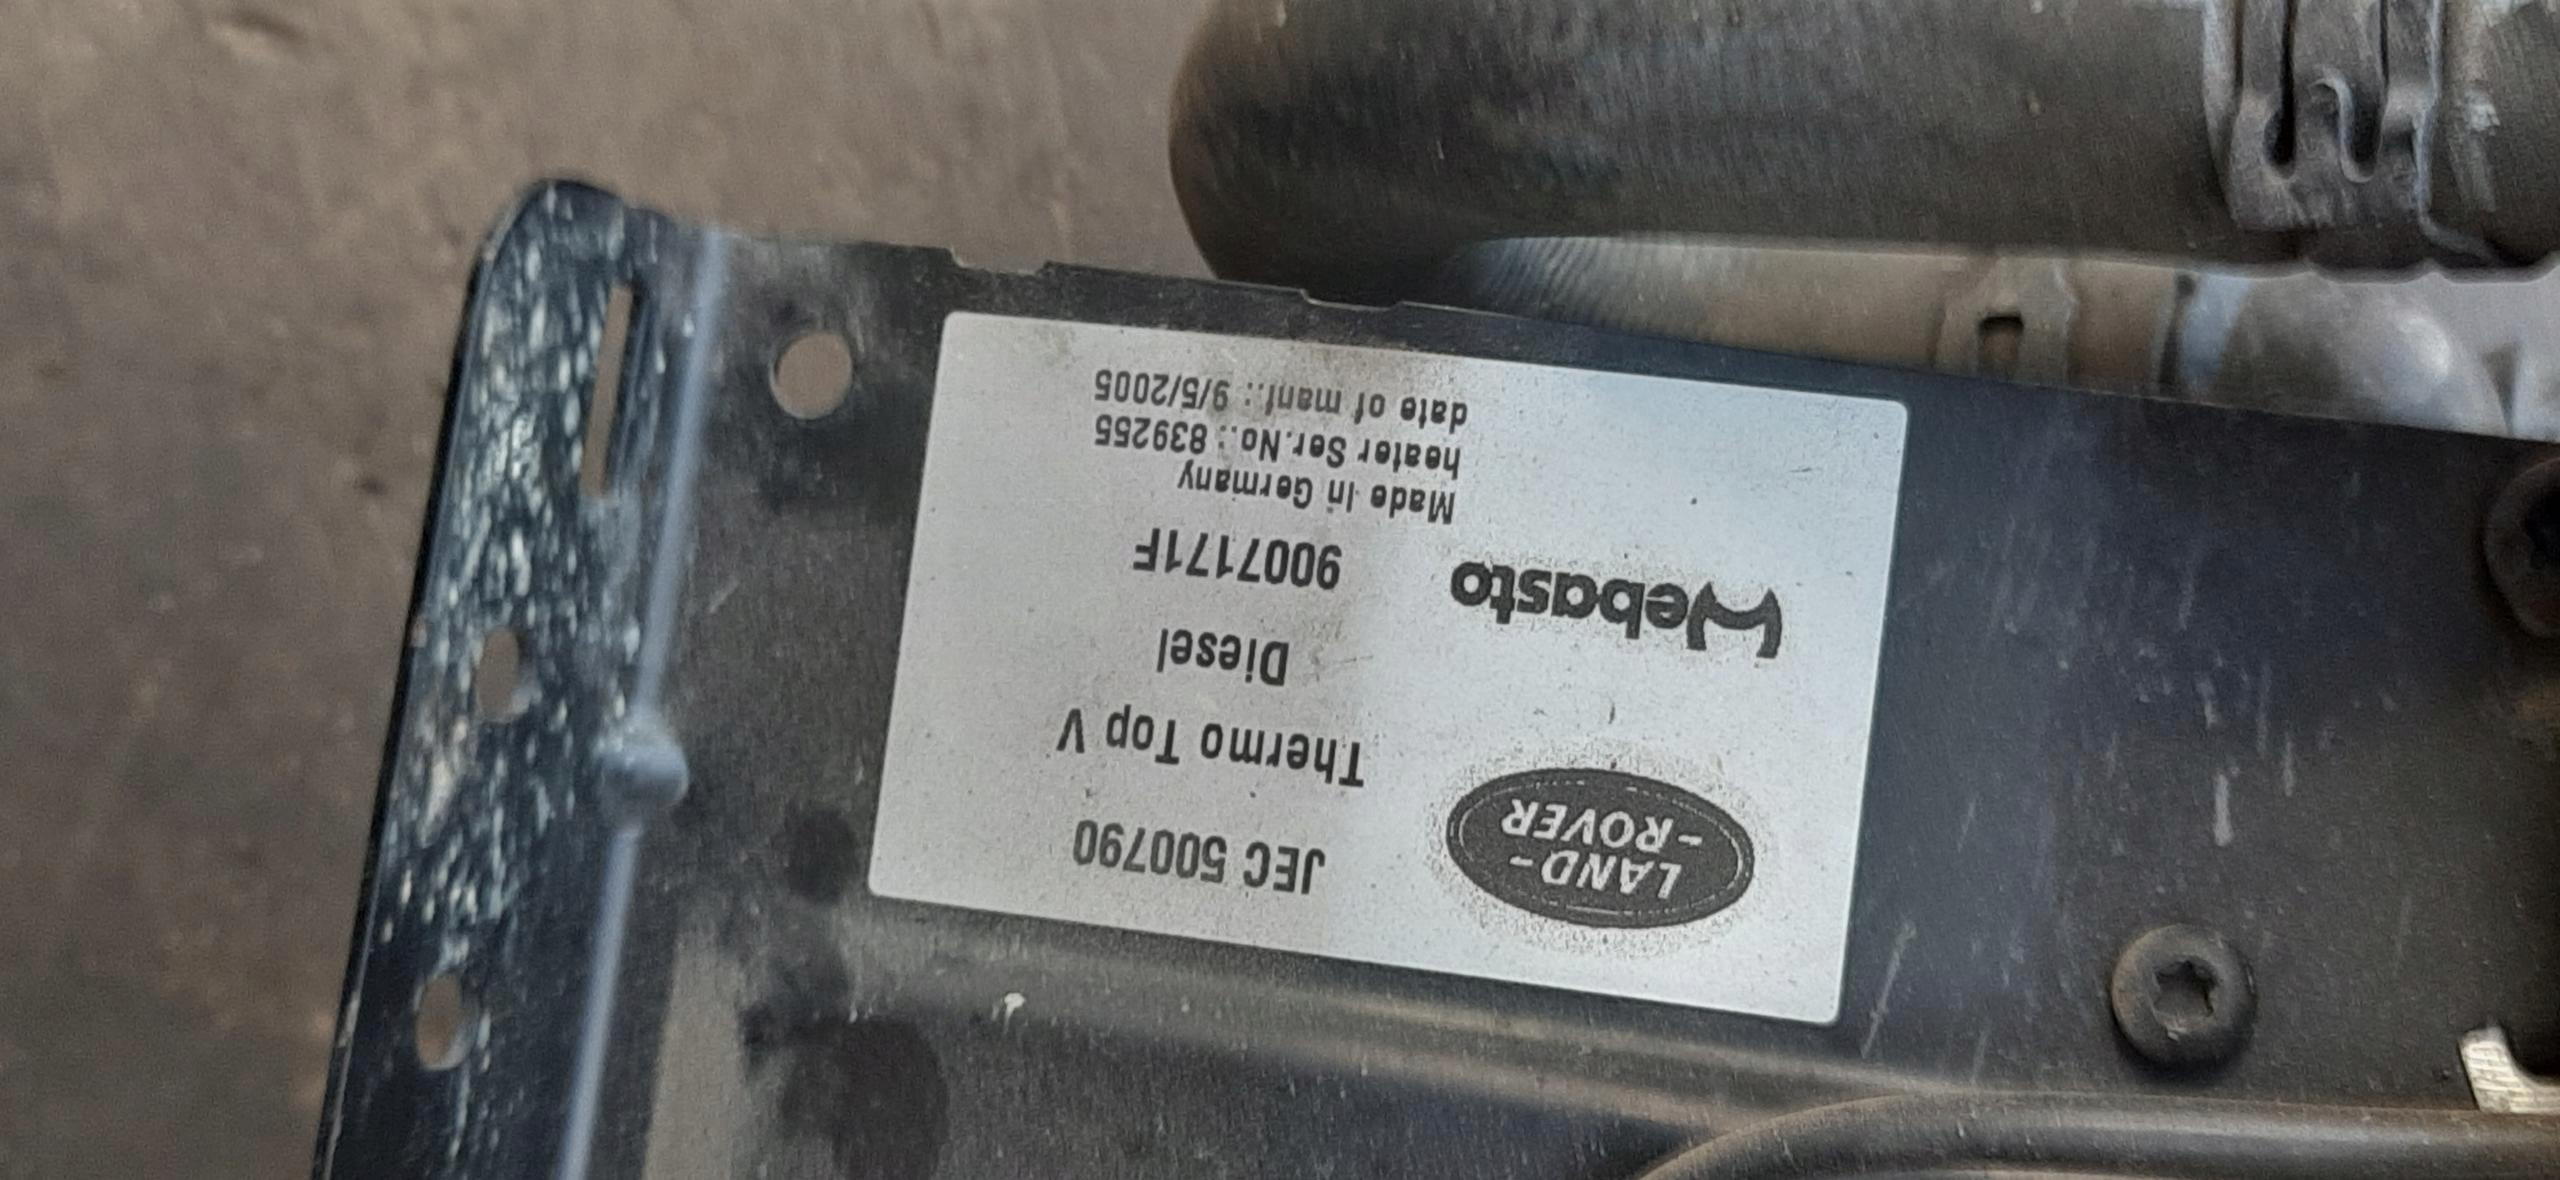 LAND-
-ROVER
JEC 500790
Thermo Top V
Diesel
Webasto
9007171F
Made in Germany
heater Ser.No.: 839255
date of manf.: 9/5/2005